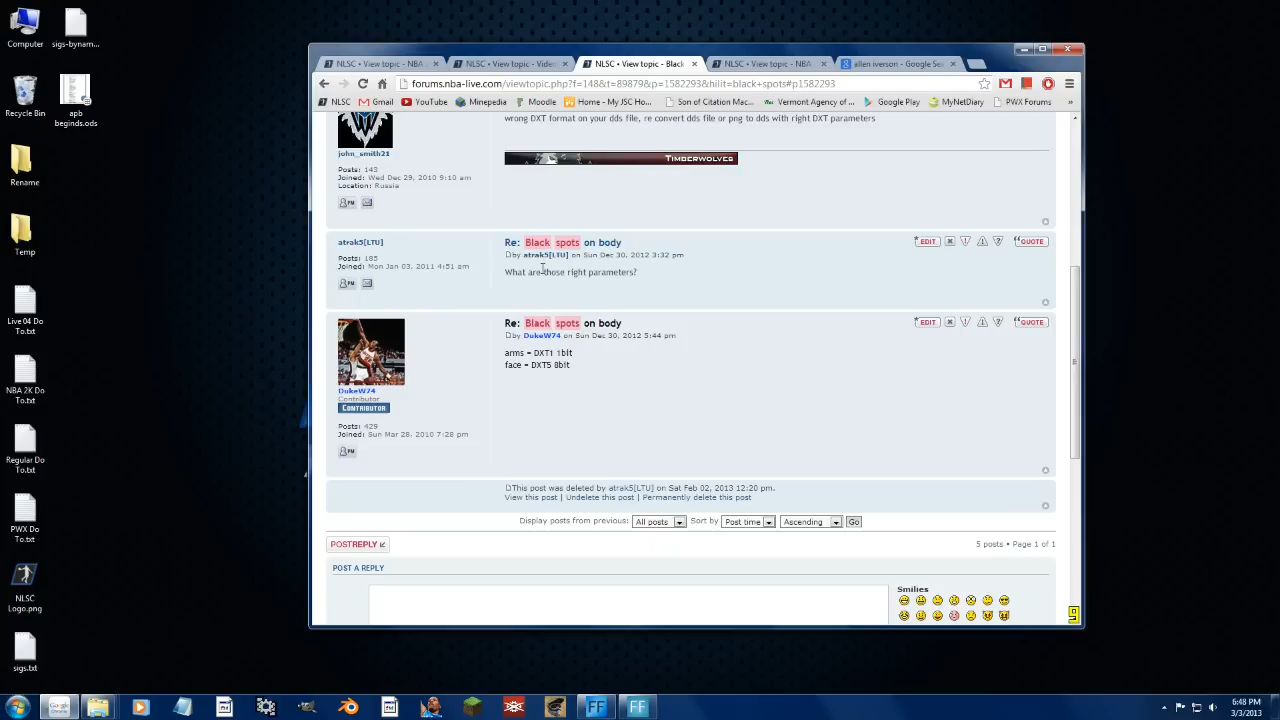 Computer
sigs-bynam...
Recycle Bin
apb
beginds.ods
Rename
Temp
Live 04 Do
To.txt
NBA 2K Do
To.txt
Regular Do
To.txt
PWX Do
To.txt
NLSC
Logo.png
sigs.txt
NLSC • View topic - NBA
NLSC • View topic - Video
NLSC • View topic - Black
NLSC • View topic - NBA
allen iverson - Google Sea
forums.nba-live.com/viewtopic.php?f=148&t=89879&p=1582293&hilit=black+spots#p1582293
NLSC
Gmail
YouTube
Minepedia
Moodle
Home - My JSC Ho...
Son of Citation Mac...
Vermont Agency of ...
Google Play
MyNetDiary
PWX Forums
»
wrong DXT format on your dds file, re convert dds file or png to dds with right DXT parameters
TIMBERWOLVES
john_smith21
Posts: 143
Joined: Wed Dec 29, 2010 9:10 am
Location: Russia
PM
atrak5[LTU]
Posts: 185
Joined: Mon Jan 03, 2011 4:51 am
PM
Re: Black spots on body
by atrak5[LTU] on Sun Dec 30, 2012 3:32 pm
What are those right parameters?
EDIT
QUOTE
Re: Black spots on body
by DukeW74 on Sun Dec 30, 2012 5:44 pm
arms = DXT1 1bit
face = DXT5 8bit
EDIT
QUOTE
DukeW74
Contributor
CONTRIBUTOR
Posts: 429
Joined: Sun Mar 28, 2010 7:28 pm
PM
This post was deleted by atrak5[LTU] on Sat Feb 02, 2013 12:20 pm.
View this post | Undelete this post | Permanently delete this post
Display posts from previous: All posts Sort by Post time Ascending Go
POSTREPLY
5 posts • Page 1 of 1
POST A REPLY
Smilies
Google
Chrome
FF
FF
6:48 PM
3/3/2013